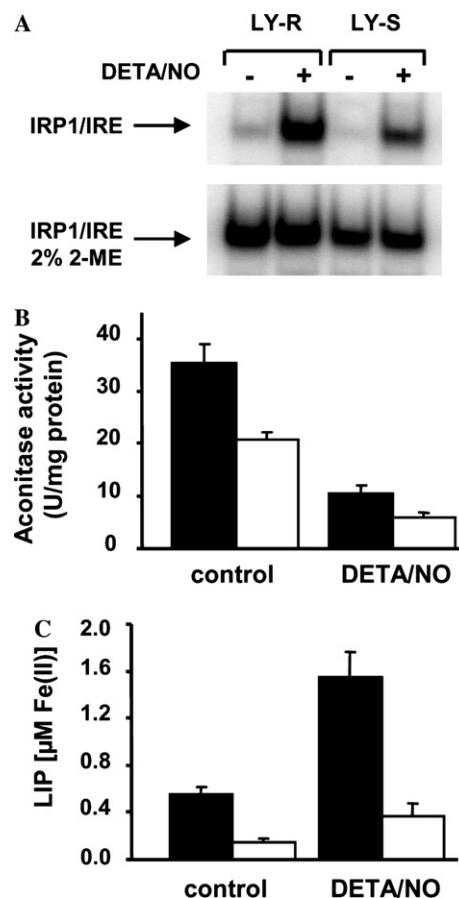 A
LY-R LY-S
DETA/NO - + - +
IRP1/IRE
IRP1/IRE
2% 2-ME
B
Aconitase activity
(U/mg protein)
40
30
20
10
0
control DETA/NO
C
LIP [µM Fe(II)]
2.0
1.6
1.2
0.8
0.4
0.0
control DETA/NO